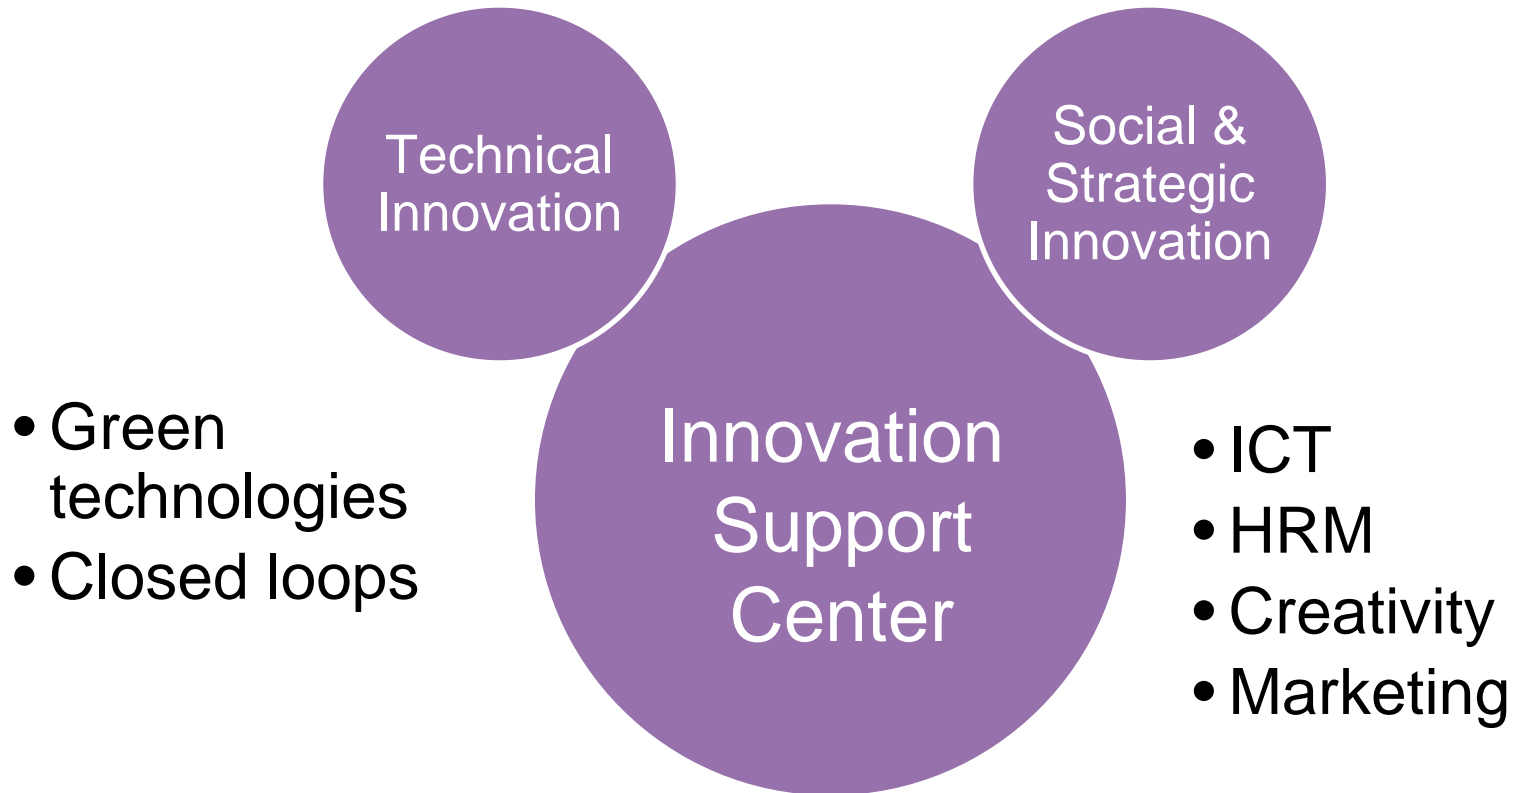 Technical
Innovation
Social &
Strategic
Innovation
Innovation
Support
Center
• Green
technologies
• Closed loops
• ICT
• HRM
• Creativity
• Marketing